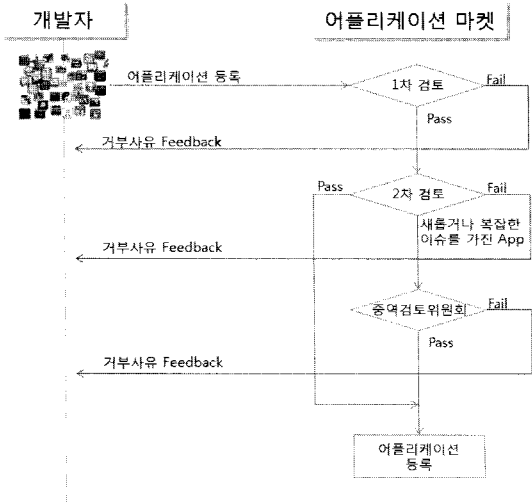 개발자
어플리케이션 마켓
어플리케이션 등록
1차 검토
Fail
Pass
거부사유 Feedback
Pass
2차 검토
Fail
새롭거나 복잡한
이슈를 가진 App
거부사유 Feedback
중역검토위원회
Fail
Pass
거부사유 Feedback
어플리케이션
등록